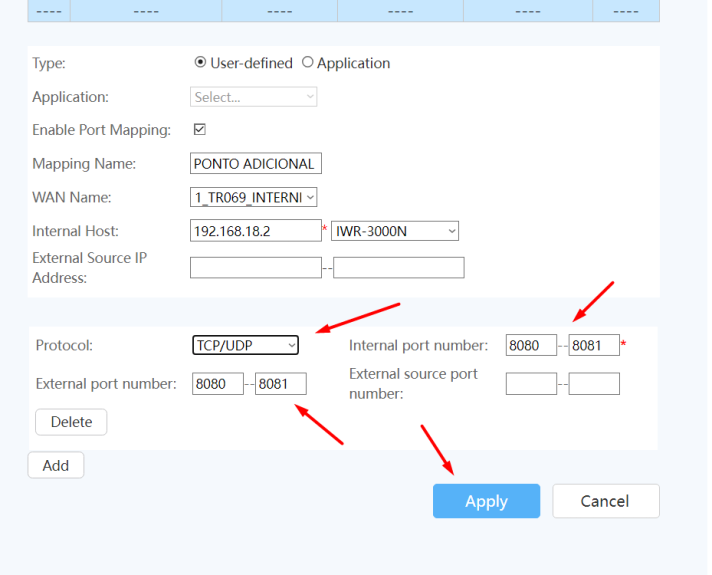 ---- ---- ---- ---- ---- ----
Type: User-defined Application
Application: Select...
Enable Port Mapping:
Mapping Name: PONTO ADICIONAL
WAN Name: 1_TR069_INTERNI
Internal Host: 192.168.18.2 * IWR-3000N
External Source IP
Address: --
Protocol: TCP/UDP Internal port number: 8080 -- 8081 *
External port number: 8080 -- 8081 External source port
number: --
Delete
Add
Apply Cancel